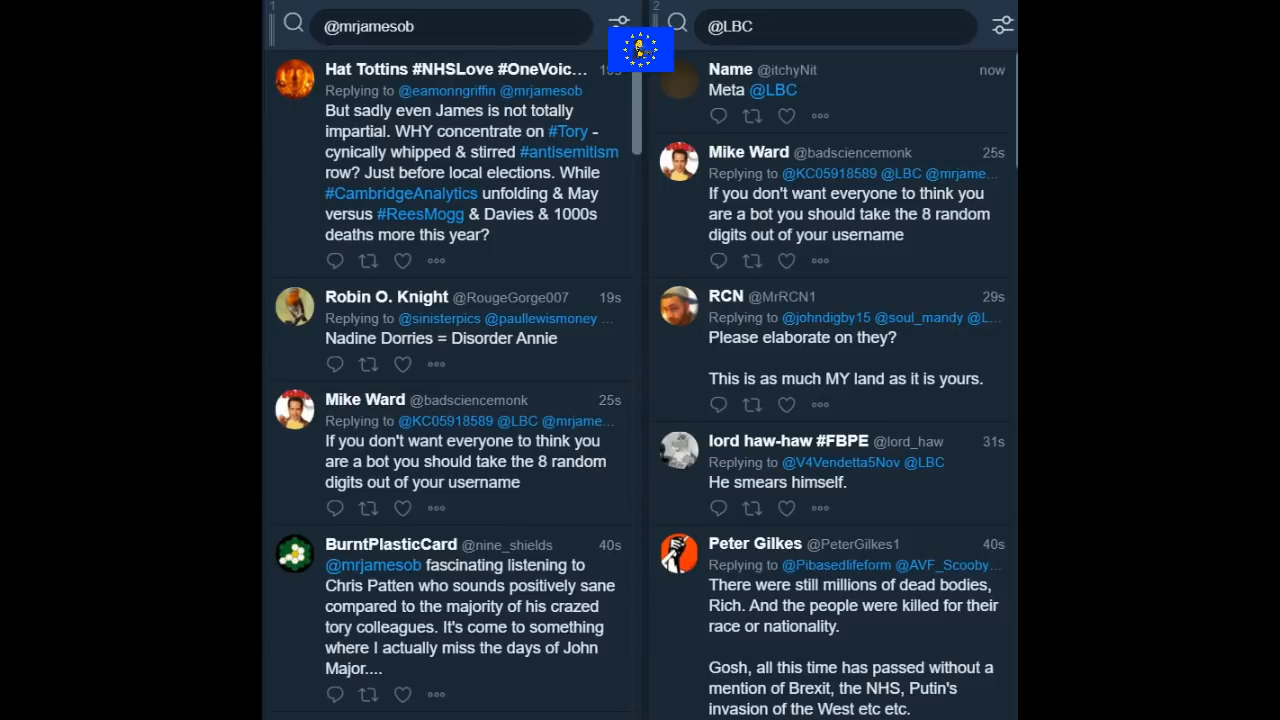 1
@mrjamesob
Hat Tottins #NHSLove #OneVoic...
Replying to @eamonngriffin @mrjamesob
But sadly even James is not totally
impartial. WHY concentrate on #Tory -
cynically whipped & stirred #antisemitism
row? Just before local elections. While
#CambridgeAnalytics unfolding & May
versus #ReesMogg & Davies & 1000s
deaths more this year?
Robin O. Knight @RougeGorge007 19s
Replying to @sinisterpics @paullewismoney ...
Nadine Dorries = Disorder Annie
Mike Ward @badsciencemonk 25s
Replying to @KC05918589 @LBC @mrjame...
If you don't want everyone to think you
are a bot you should take the 8 random
digits out of your username
BurntPlasticCard @nine_shields 40s
@mrjamesob fascinating listening to
Chris Patten who sounds positively sane
compared to the majority of his crazed
tory colleagues. It's come to something
where I actually miss the days of John
Major....
2
@LBC
Name @itchyNit now
Meta @LBC
Mike Ward @badsciencemonk 25s
Replying to @KC05918589 @LBC @mrjame...
If you don't want everyone to think you
are a bot you should take the 8 random
digits out of your username
RCN @MrRCN1 29s
Replying to @johndigby15 @soul_mandy @L...
Please elaborate on they?
This is as much MY land as it is yours.
lord haw-haw #FBPE @lord_haw 31s
Replying to @V4Vendetta5Nov @LBC
He smears himself.
Peter Gilkes @PeterGilkes1 40s
Replying to @Pibasedlifeform @AVF_Scooby...
There were still millions of dead bodies,
Rich. And the people were killed for their
race or nationality.
Gosh, all this time has passed without a
mention of Brexit, the NHS, Putin's
invasion of the West etc etc.